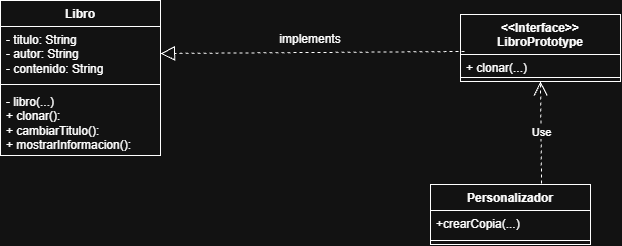 Libro
- titulo: String
- autor: String
- contenido: String
- libro(...)
+ clonar():
+ cambiarTitulo():
+ mostrarInformacion():
implements
<<Interface>>
LibroPrototype
+ clonar(...)
Use
Personalizador
+crearCopia(...)